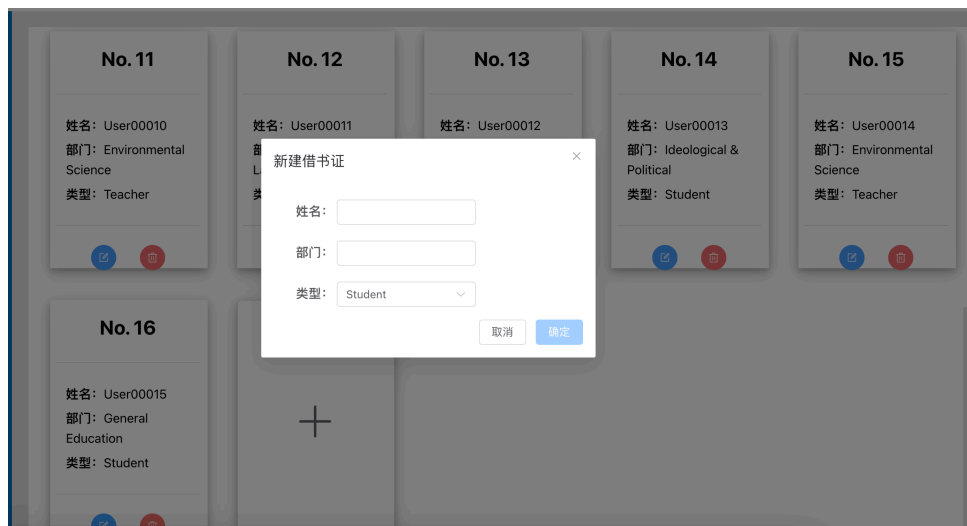 No. 11
No. 12
No. 13
No. 14
No. 15
姓名：User00010
部门：Environmental
Science
类型：Teacher
姓名：User00011
姓名：User00012
姓名：User00013
部门：Ideological &
Political
类型：Student
姓名：User00014
部门：Environmental
Science
类型：Teacher
新建借书证
姓名：
部门：
类型：
Student
取消
确定
No. 16
姓名：User00015
部门：General
Education
类型：Student